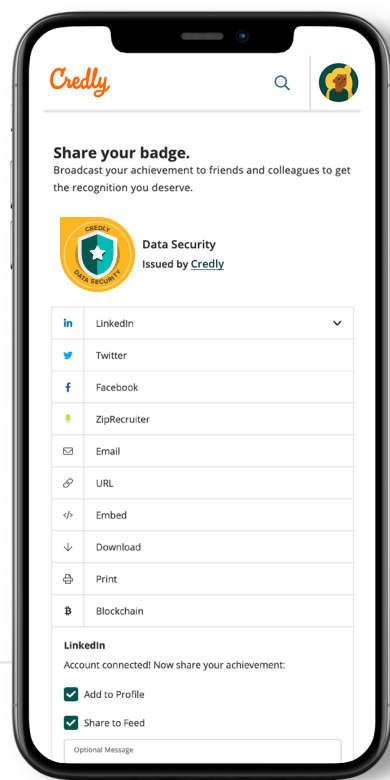 Credly
Share your badge.
Broadcast your achievement to friends and colleagues to get
the recognition you deserve.
CREDLY
DATA SECURITY
Data Security
Issued by Credly
in LinkedIn
Twitter
f Facebook
ZipRecruiter
Email
URL
</> Embed
Download
Print
Blockchain
LinkedIn
Account connected! Now share your achievement:
Add to Profile
Share to Feed
Optional Message